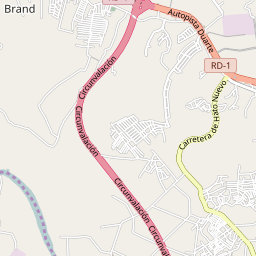 Brand
Autopista Duarte
RD-1
Circunvalación
Carretera de Hato Nuevo
Circunvalación
Circunvalación
Circunvalación